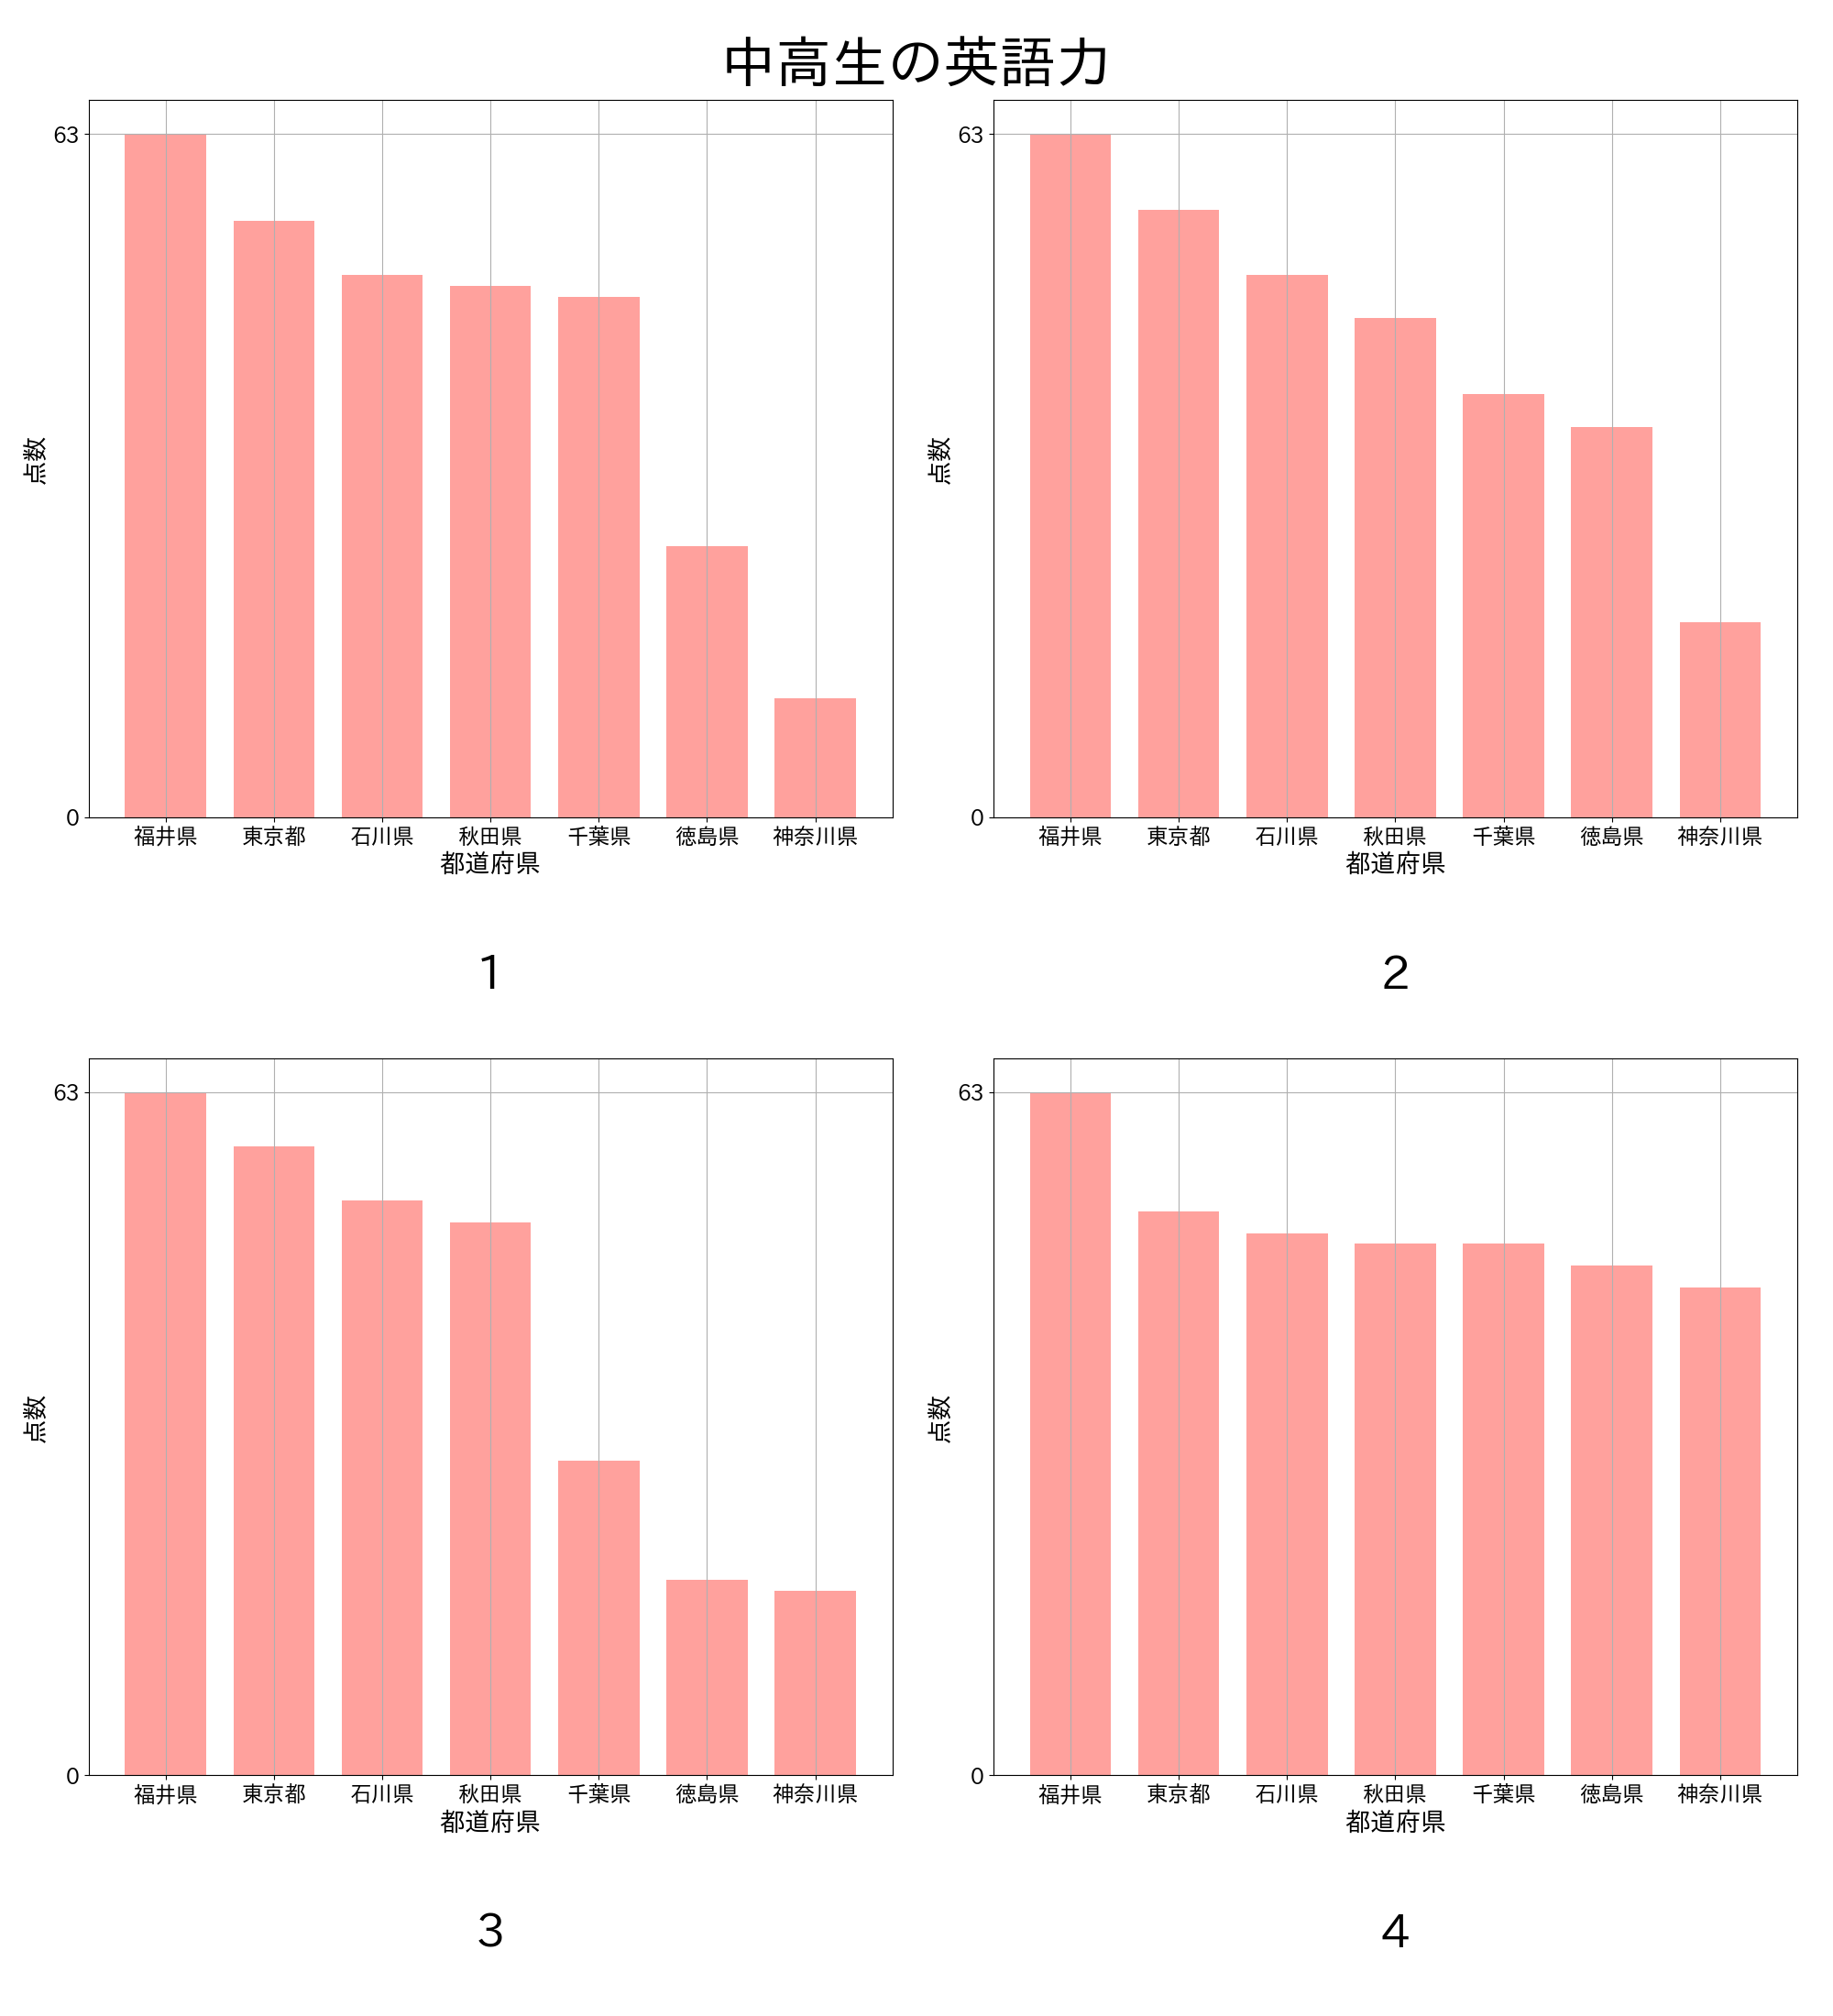 中高生の英語力
63
0
点数
福井県 東京都 石川県 秋田県 千葉県 徳島県 神奈川県
都道府県
1
63
0
点数
福井県 東京都 石川県 秋田県 千葉県 徳島県 神奈川県
都道府県
2
63
0
点数
福井県 東京都 石川県 秋田県 千葉県 徳島県 神奈川県
都道府県
3
63
0
点数
福井県 東京都 石川県 秋田県 千葉県 徳島県 神奈川県
都道府県
4